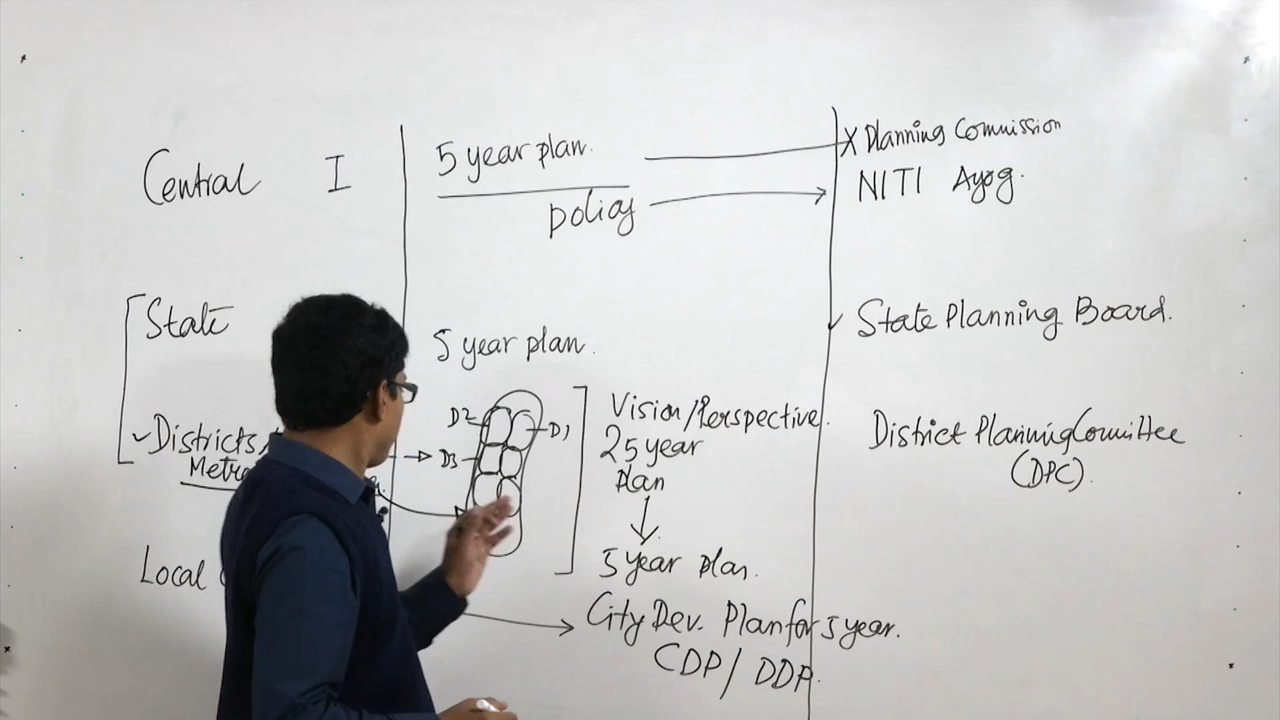 Central I
5 year plan.
policy
X Planning Commission
NITI Ayog.
State
5 year plan.
State Planning Board.
Districts/
D2
D1
D3
Vision/Perspective.
25 year
Plan
5 year plan.
District Planning Committee
(DPC).
Local
City Dev. Plan for 5 year.
CDP/DDP.